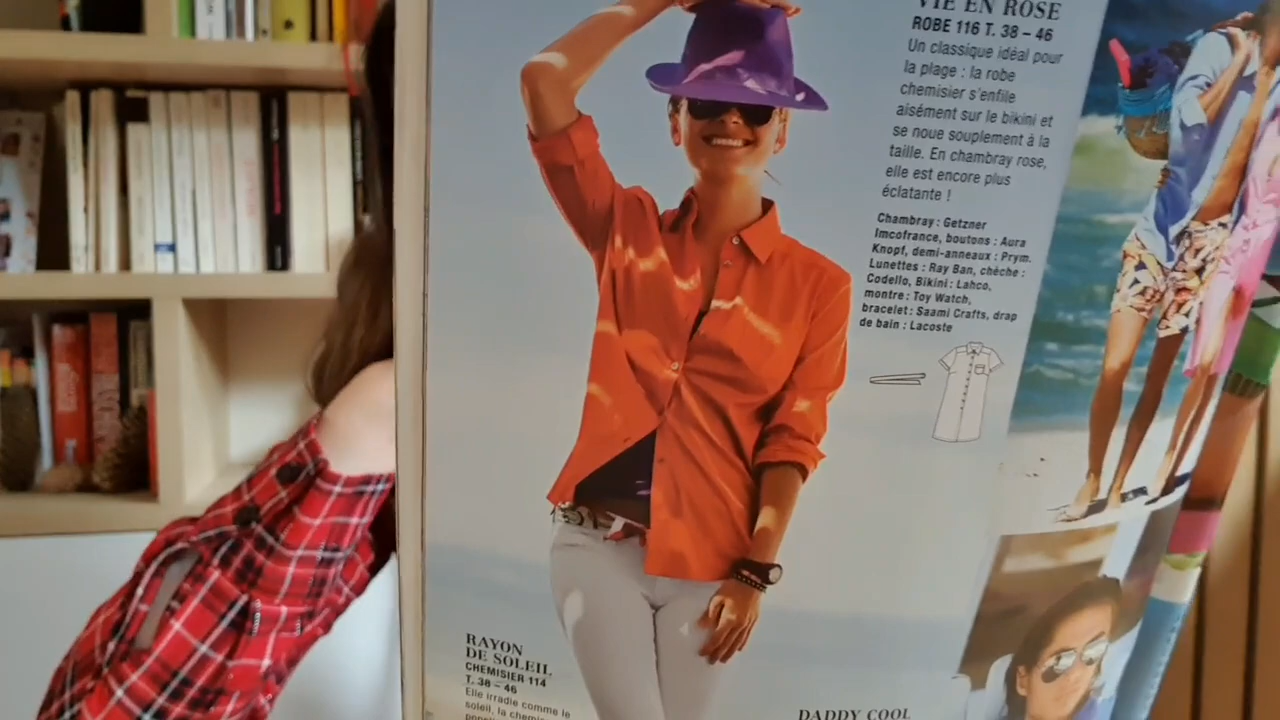 VIE EN ROSE
ROBE 116 T. 38 – 46
Un classique idéal pour
la plage : la robe
chemisier s'enfile
aisément sur le bikini et
se noue souplement à la
taille. En chambray rose,
elle est encore plus
éclatante !
Chambray : Getzner
Imcofrance, boutons : Aura
Knopf, demi-anneaux : Prym.
Lunettes : Ray Ban, chèche :
Codello, Bikini : Lahco,
montre : Toy Watch,
bracelet : Saami Crafts, drap
de bain : Lacoste
RAYON
DE SOLEIL
CHEMISIER 114
T. 38 – 46
Elle irradie comme le
soleil, la chemise
DADDY COOL